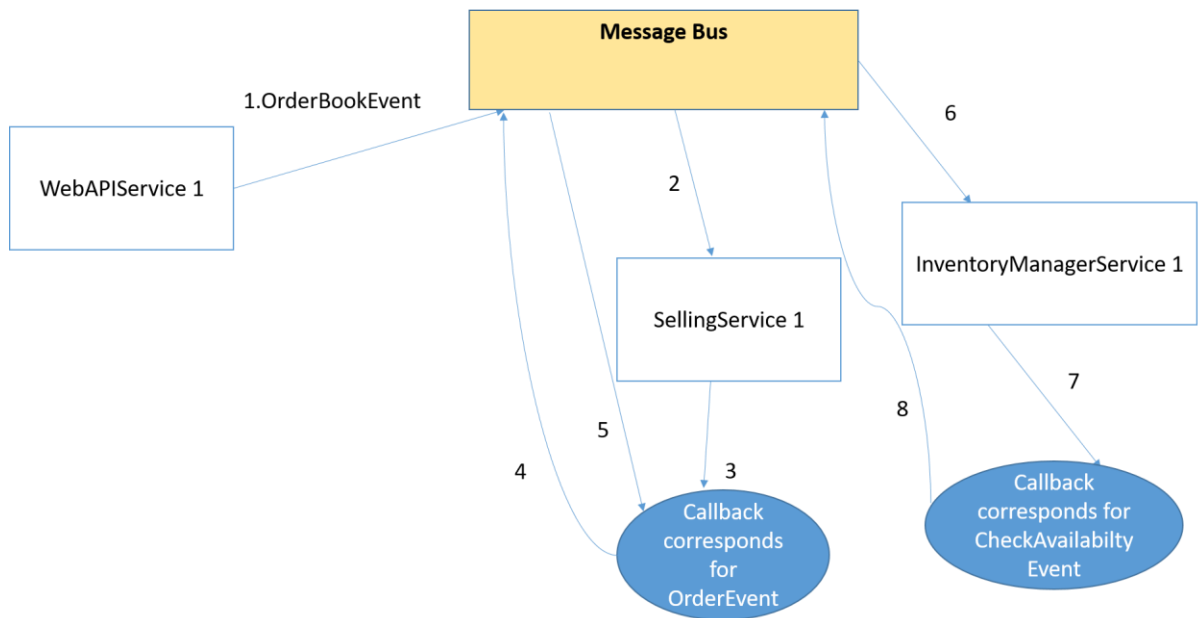 Message Bus
1.OrderBookEvent
6
WebAPIService 1
2
InventoryManagerService 1
SellingService 1
7
8
5
4
3
Callback
corresponds
for
OrderEvent
Callback
corresponds for
CheckAvailabilty
Event